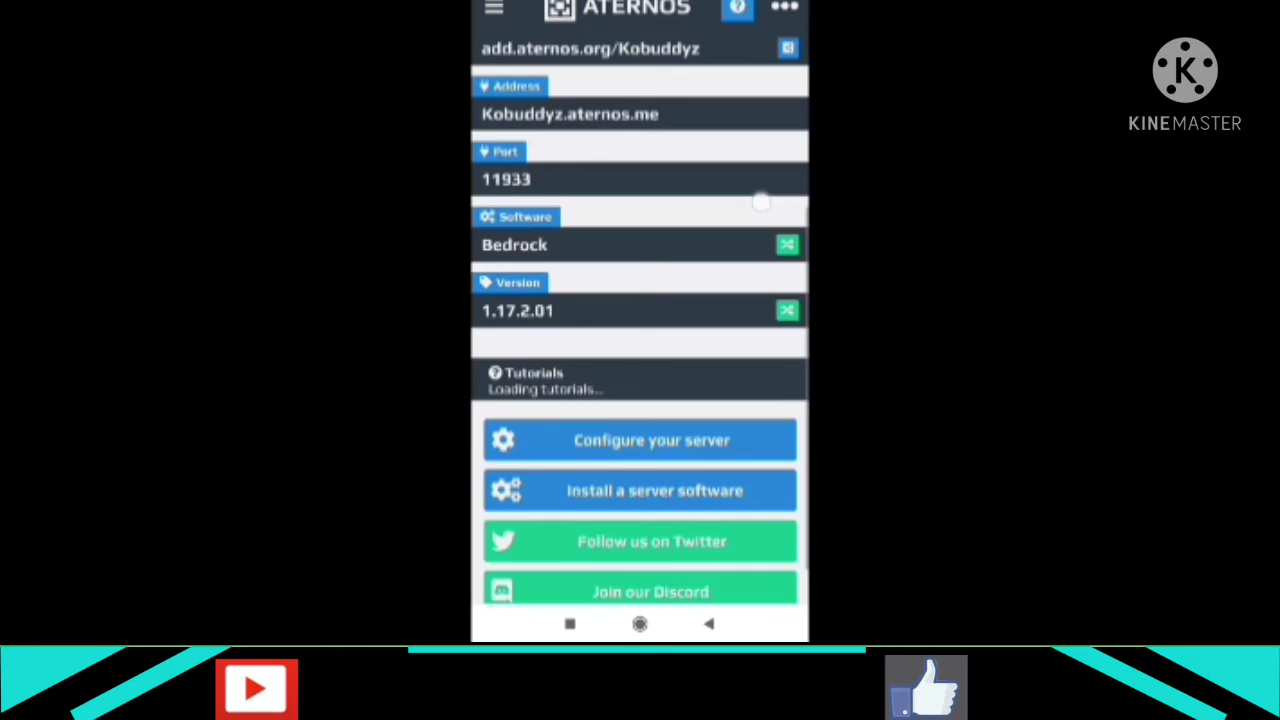 ATERNOS
add.aternos.org/Kobuddyz
Address
Kobuddyz.aternos.me
Port
11933
Software
Bedrock
Version
1.17.2.01
Tutorials
Loading tutorials...
Configure your server
Install a server software
Follow us on Twitter
Join our Discord
K
KINEMASTER